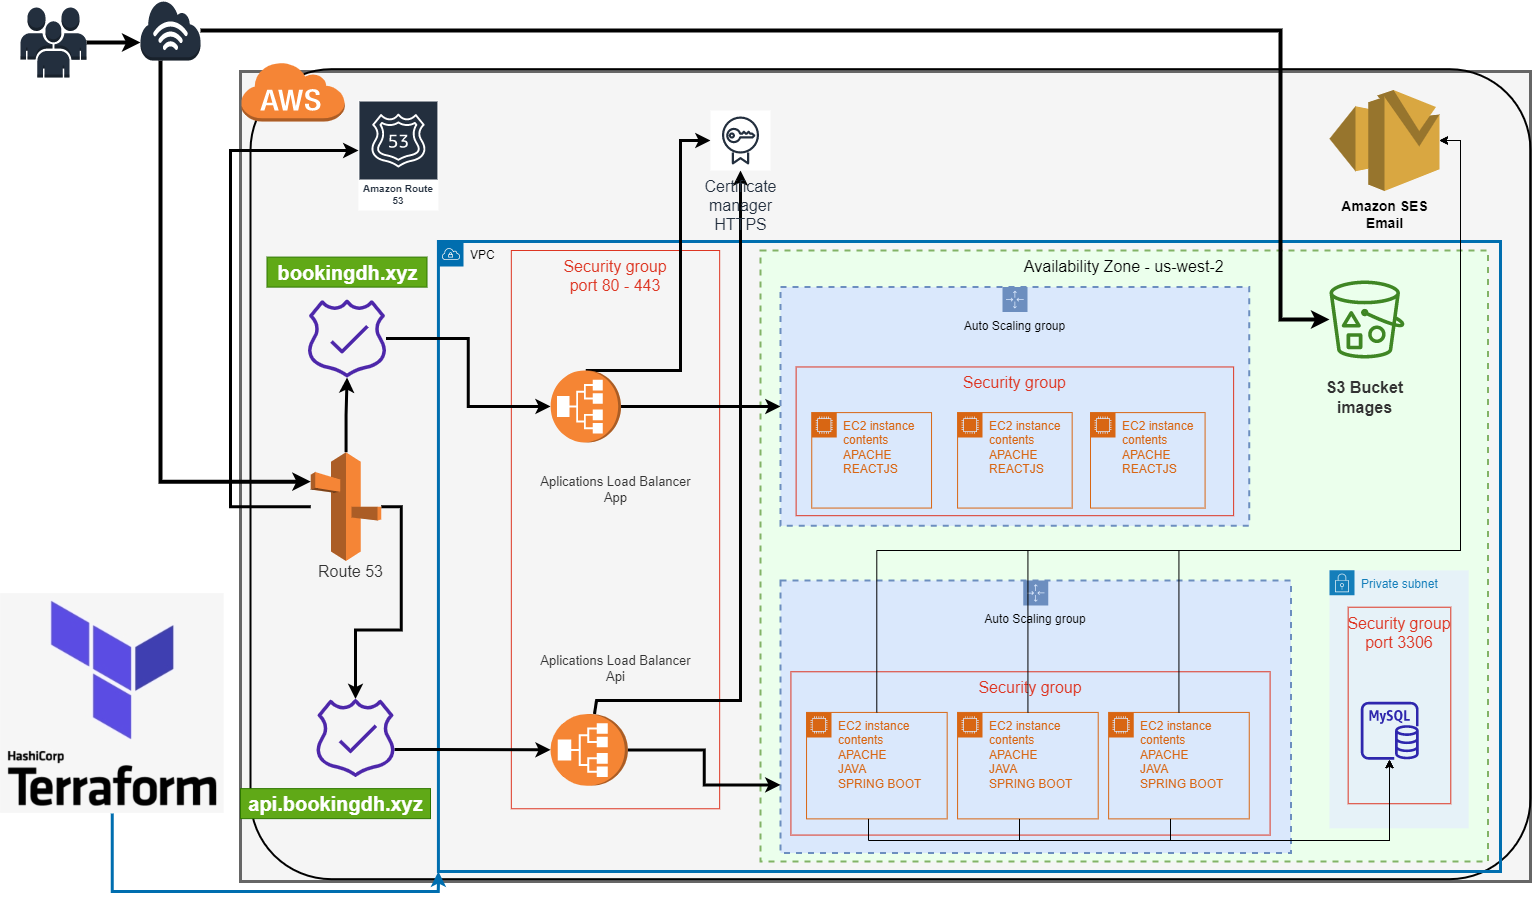 AWS
53
Amazon Route
53
Certificate
manager
HTTPS
Amazon SES
Email
VPC
bookingdh.xyz
Security group
port 80 - 443
Availability Zone - us-west-2
Auto Scaling group
Security group
EC2 instance
contents
APACHE
REACTJS
EC2 instance
contents
APACHE
REACTJS
EC2 instance
contents
APACHE
REACTJS
S3 Bucket
images
Aplications Load Balancer
App
Route 53
Aplications Load Balancer
Api
Auto Scaling group
Security group
EC2 instance
contents
APACHE
JAVA
SPRING BOOT
EC2 instance
contents
APACHE
JAVA
SPRING BOOT
EC2 instance
contents
APACHE
JAVA
SPRING BOOT
Private subnet
Security group
port 3306
MySQL
HashiCorp
Terraform
api.bookingdh.xyz